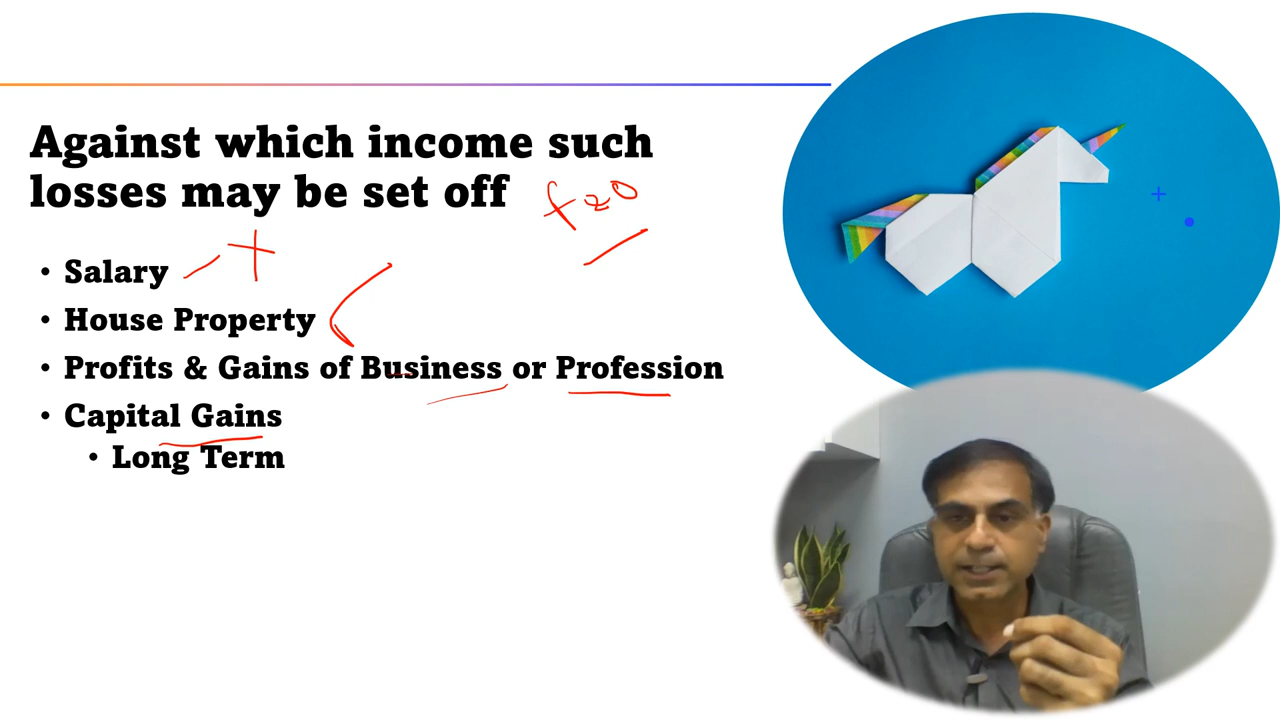 Against which income such
losses may be set off
f20
• Salary
• House Property
• Profits & Gains of Business or Profession
• Capital Gains
• Long Term